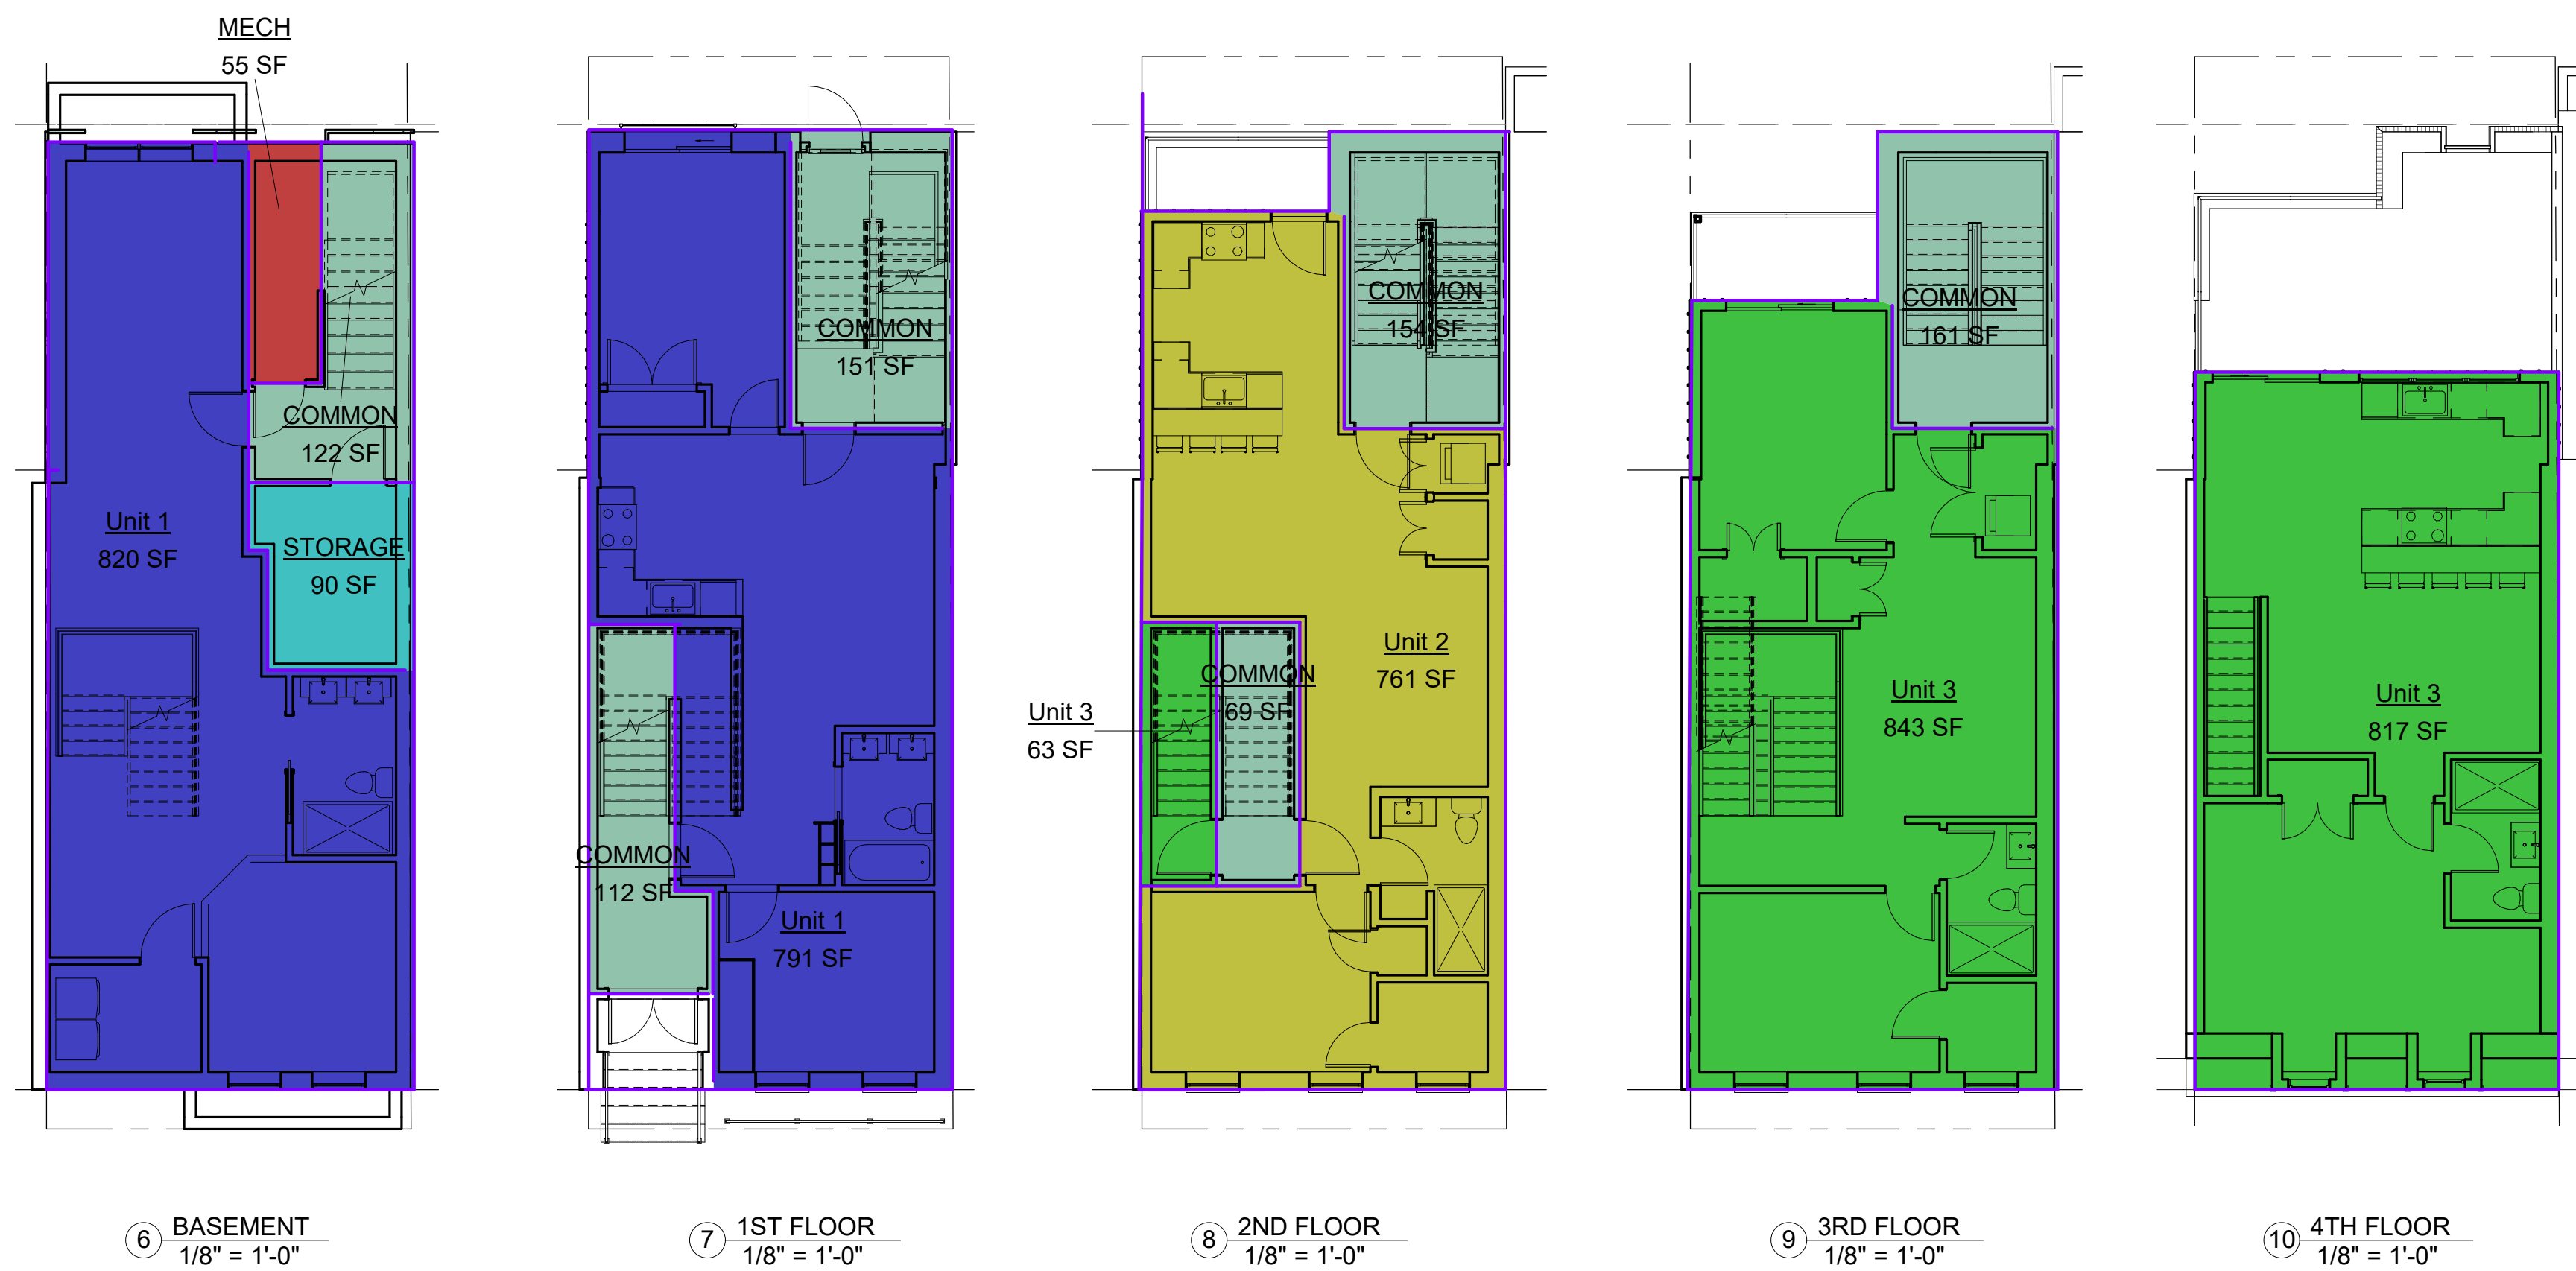 MECH
55 SF
COMMON
122 SF
Unit 1
820 SF
STORAGE
90 SF
6
BASEMENT
1/8" = 1'-0"
COMMON
151 SF
COMMON
112 SF
Unit 1
791 SF
7
1ST FLOOR
1/8" = 1'-0"
COMMON
154 SF
Unit 2
761 SF
COMMON
69 SF
Unit 3
63 SF
8
2ND FLOOR
1/8" = 1'-0"
COMMON
161 SF
Unit 3
843 SF
9
3RD FLOOR
1/8" = 1'-0"
Unit 3
817 SF
10
4TH FLOOR
1/8" = 1'-0"